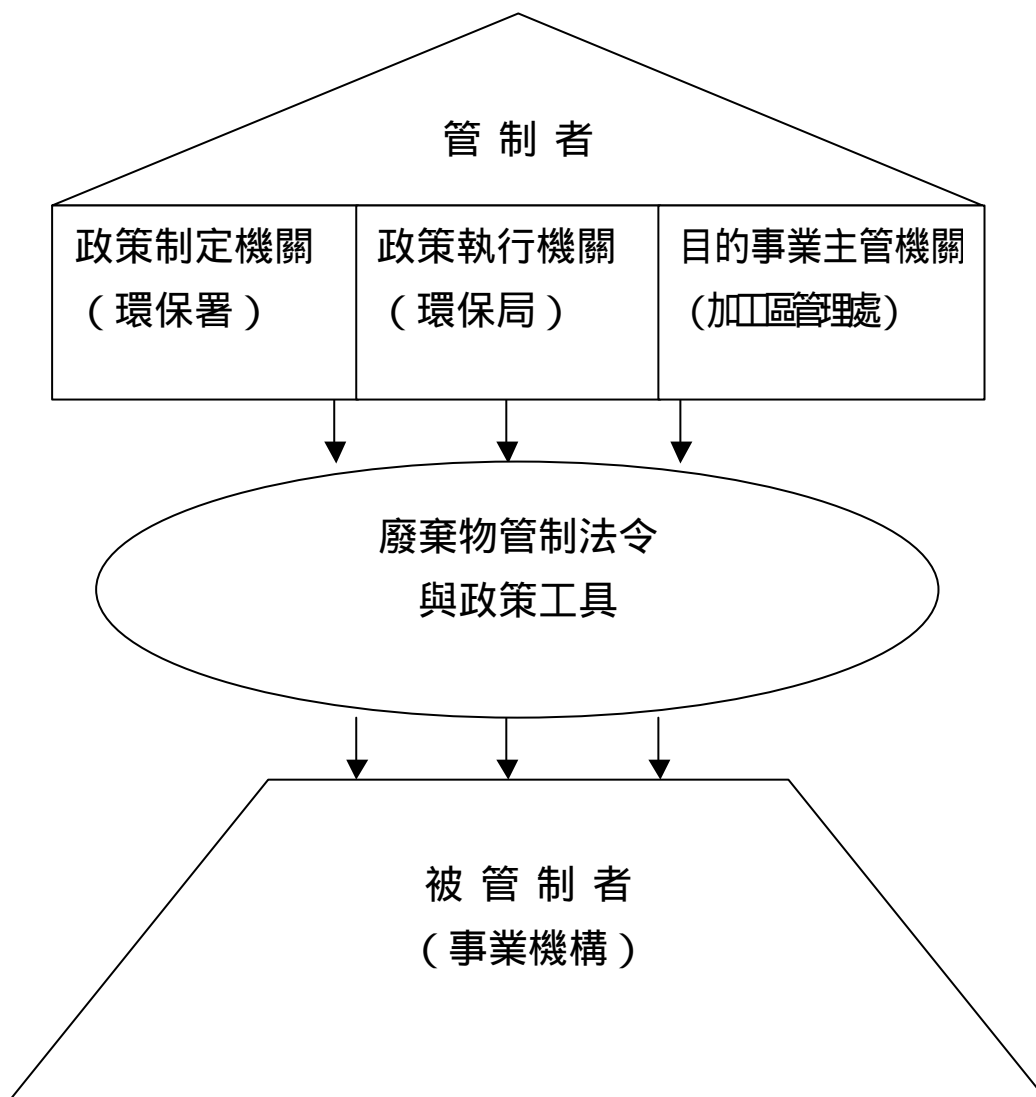 管 制 者
政策制定機關
（環保署）
政策執行機關
（環保局）
目的事業主管機關
(加工區管理處)
廢棄物管制法令
與政策工具
被 管 制 者
（事業機構）